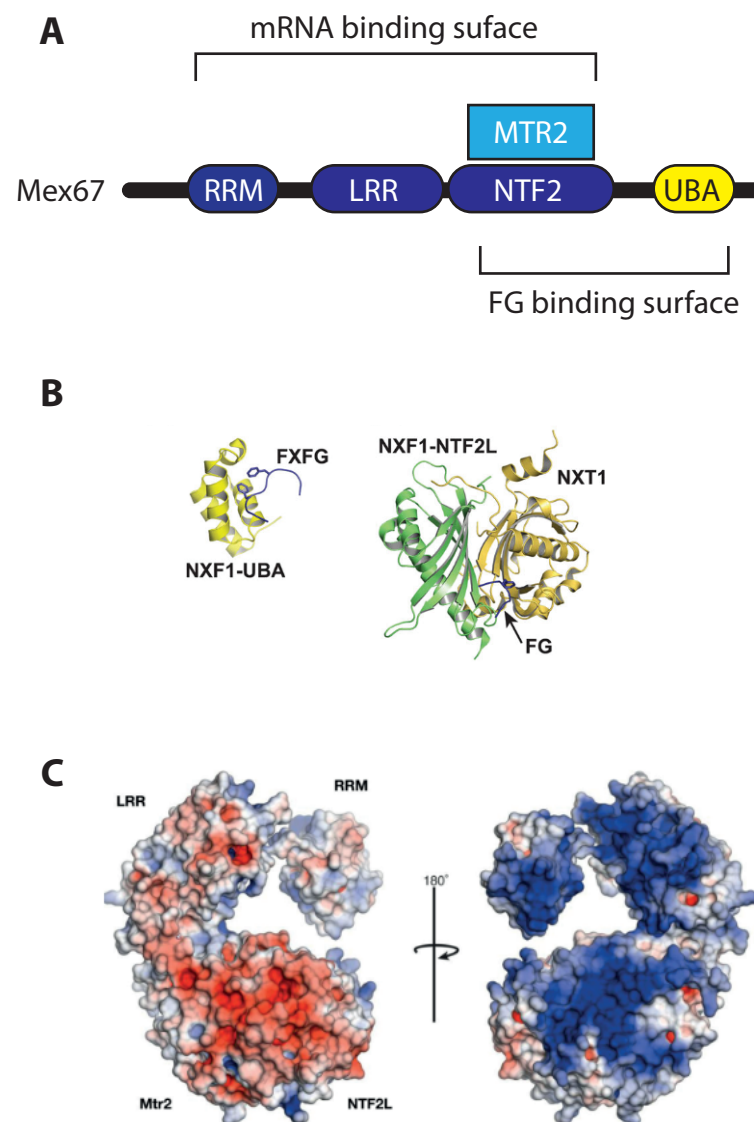 A
mRNA binding suface
MTR2
Mex67
RRM
LRR
NTF2
UBA
FG binding surface
B
FXFG
NXF1-UBA
NXF1-NTF2L
NXT1
FG
C
LRR
RRM
180°
Mtr2
NTF2L